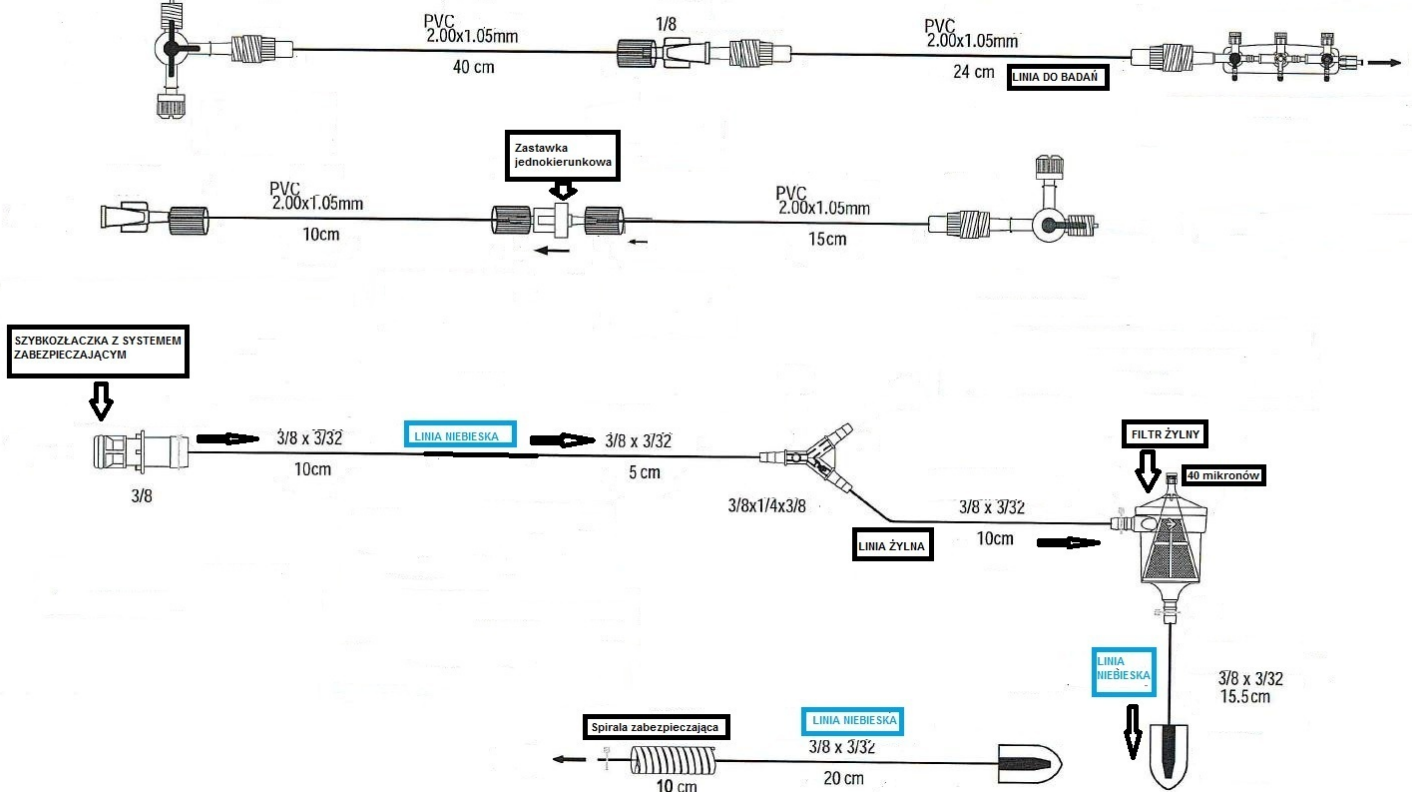 PVC
2.00x1.05mm
40 cm
1/8
PVC
2.00x1.05mm
24 cm
LINIA DO BADAŃ
Zastawka
jednokierunkowa
PVC
2.00x1.05mm
10cm
PVC
2.00x1.05mm
15cm
SZYBKOZŁACZKA Z SYSTEMEM
ZABEZPIECZAJĄCYM
3/8
3/8 x 3/32
10cm
LINIA NIEBIESKA
3/8 x 3/32
5 cm
3/8x1/4x3/8
LINIA ŻYLNA
3/8 x 3/32
10cm
FILTR ŻYLNY
40 mikronów
LINIA
NIEBIESKA
3/8 x 3/32
15.5cm
Spirala zabezpieczająca
10 cm
LINIA NIEBIESKA
3/8 x 3/32
20 cm